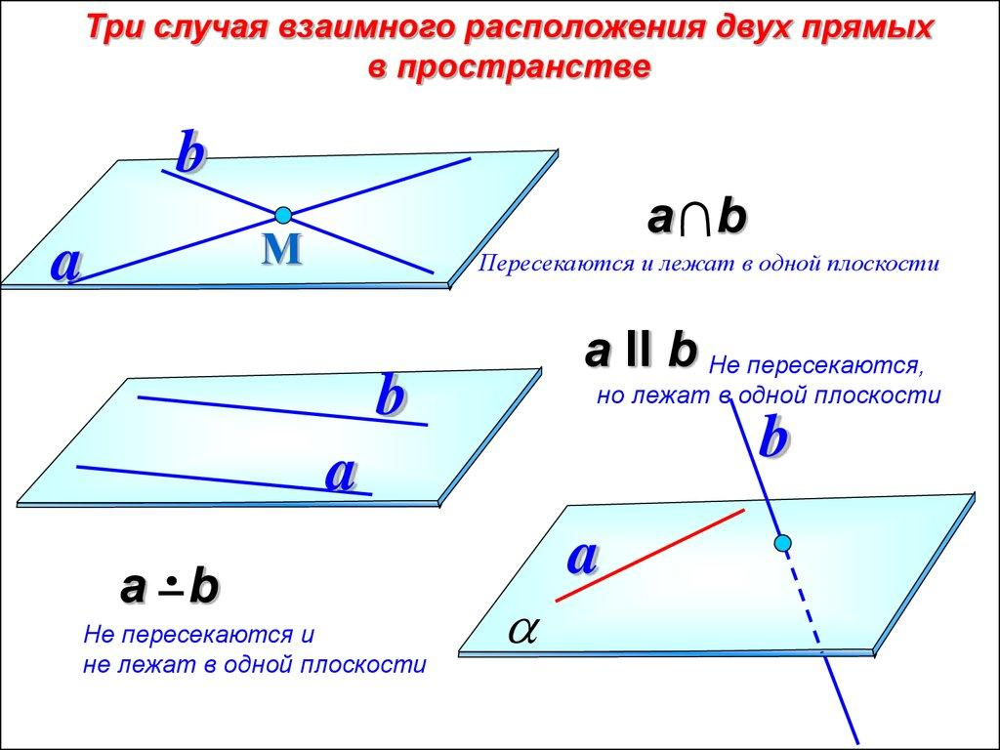 Три случая взаимного расположения двух прямых
в пространстве
b
a
М
a∩b
Пересекаются и лежат в одной плоскости
a ll b Не пересекаются,
но лежат в одной плоскости
b
a
b
a
α
a ∸ b
Не пересекаются и
не лежат в одной плоскости